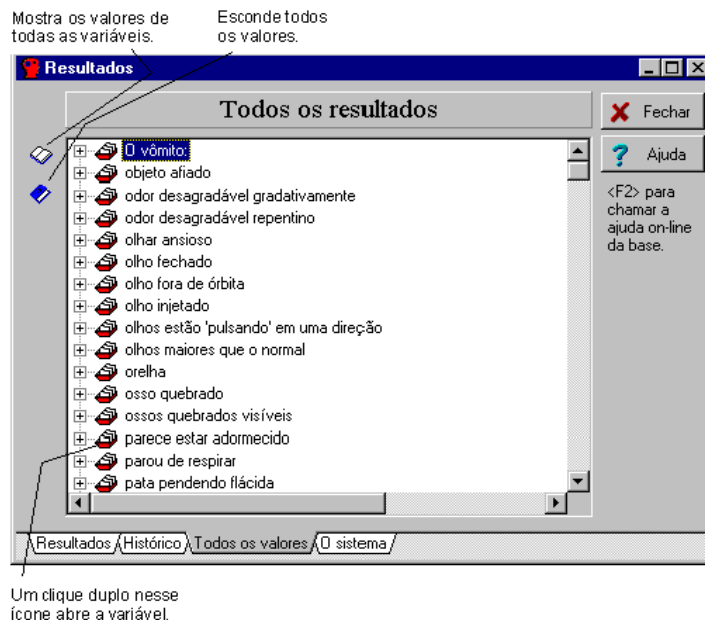 Mostra os valores de
todas as variáveis.
Esconde todos
os valores.
Resultados
Todos os resultados
Fechar
Ajuda
<F2> para
chamar a
ajuda on-line
da base.
O vômito:
objeto afiado
odor desagradável gradativamente
odor desagradável repentino
olhar ansioso
olho fechado
olho fora de órbita
olho injetado
olhos estão 'pulsando' em uma direção
olhos maiores que o normal
orelha
osso quebrado
ossos quebrados visíveis
parece estar adormecido
parou de respirar
pata pendendo flácida
Resultados Histórico Todos os valores O sistema
Um clique duplo nesse
ícone abre a variável.